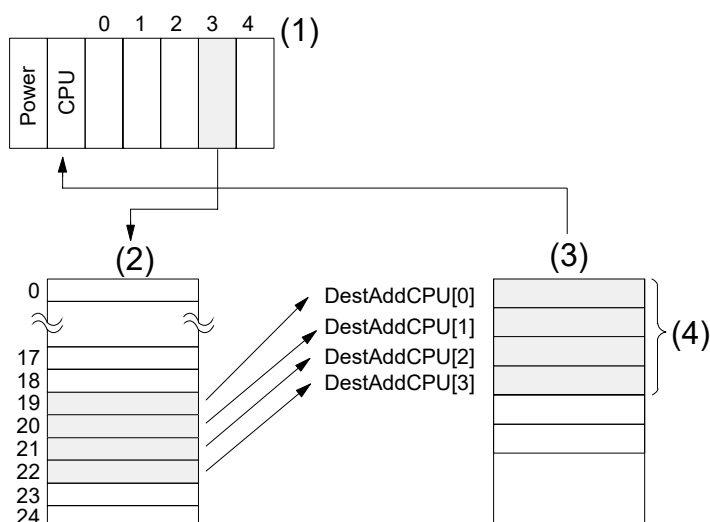 0 1 2 3 4 (1)
Power
CPU
(2)
(3)
0
DestAddCPU[0]
DestAddCPU[1]
(4)
17
DestAddCPU[2]
18
DestAddCPU[3]
19
20
21
22
23
24